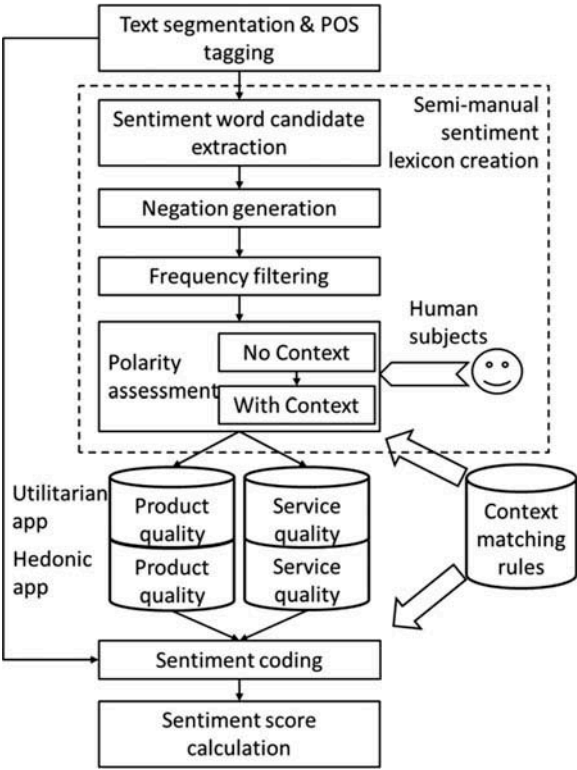 Text segmentation & POS
tagging
Semi-manual
sentiment
lexicon creation
Sentiment word candidate
extraction
Negation generation
Frequency filtering
Human
subjects
Polarity
assessment
No Context
With Context
Utilitarian
app
Product
quality
Service
quality
Hedonic
app
Product
quality
Service
quality
Context
matching
rules
Sentiment coding
Sentiment score
calculation